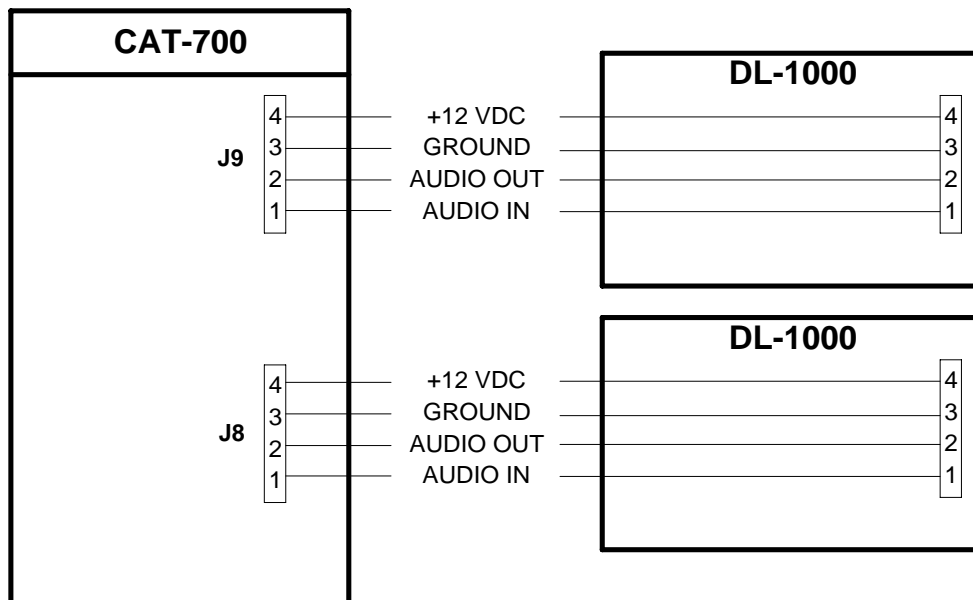 CAT-700
DL-1000
J9
4 +12 VDC 4
3 GROUND 3
2 AUDIO OUT 2
1 AUDIO IN 1
DL-1000
J8
4 +12 VDC 4
3 GROUND 3
2 AUDIO OUT 2
1 AUDIO IN 1